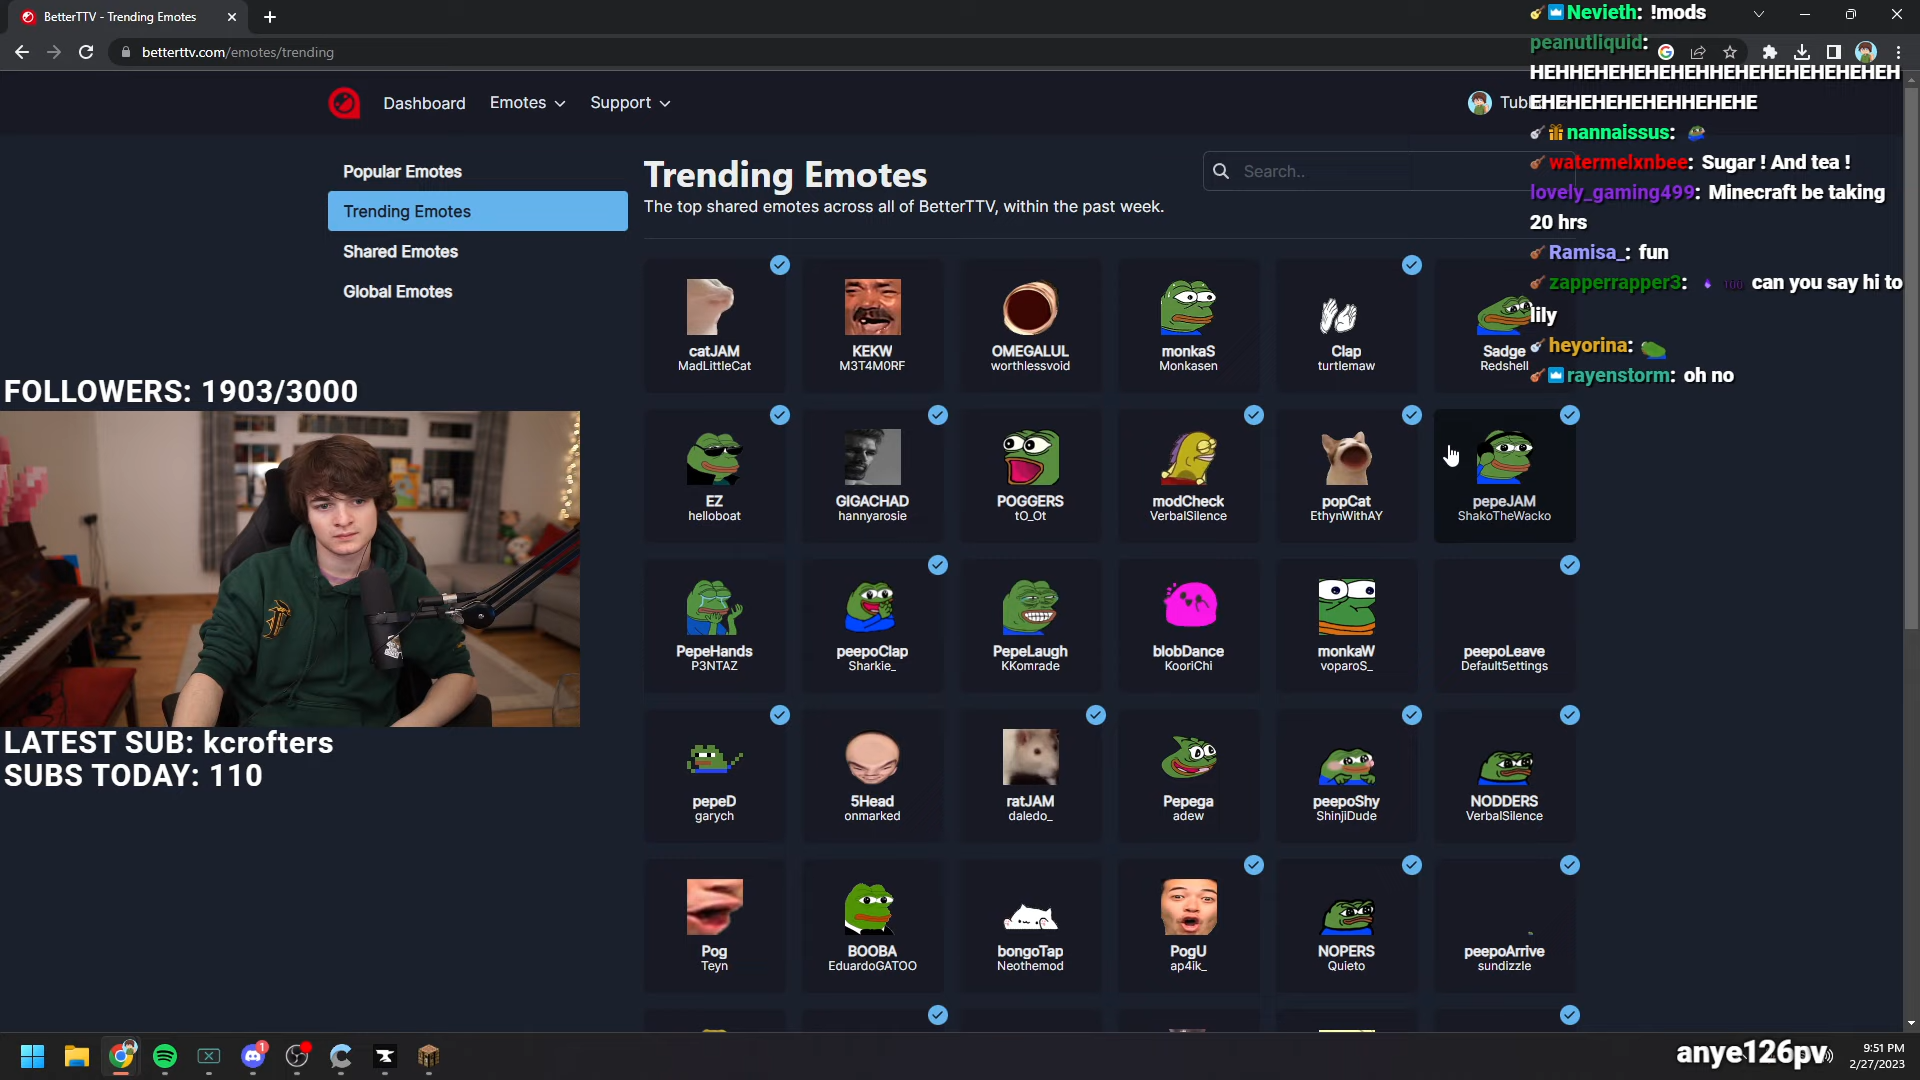 BetterTTV - Trending Emotes
betterttv.com/emotes/trending
Nevieth: !mods
peanutliquid:
HEHHEHEHEHEHEHHEHEHEHEHEHEHEH
EHEHEHEHEHEHHEHEHE
nannaissus:
watermelxnbee: Sugar ! And tea !
lovely_gaming499: Minecraft be taking
20 hrs
Ramisa_: fun
zapperrapper3: can you say hi to
lily
heyorina:
rayenstorm: oh no
Dashboard
Emotes
Support
Popular Emotes
Trending Emotes
Shared Emotes
Global Emotes
Trending Emotes
Search..
The top shared emotes across all of BetterTTV, within the past week.
catJAM
MadLittleCat
KEKW
M3T4M0RF
OMEGALUL
worthlessvoid
monkaS
Monkasen
Clap
turtlemaw
Sadge
Redshell
EZ
helloboat
GIGACHAD
hannyarosie
POGGERS
tO_Ot
modCheck
VerbalSilence
popCat
EthynWithAY
pepeJAM
ShakoTheWacko
PepeHands
P3NTAZ
peepoClap
Sharkie_
PepeLaugh
KKomrade
blobDance
KooriChi
monkaW
voparoS_
peepoLeave
Default5ettings
pepeD
garych
5Head
onmarked
ratJAM
daledo_
Pepega
adew
peepoShy
ShinjiDude
NODDERS
VerbalSilence
Pog
Teyn
BOOBA
EduardoGATOO
bongoTap
Neothemod
PogU
ap4ik_
NOPERS
Quieto
peepoArrive
sundizzle
FOLLOWERS: 1903/3000
LATEST SUB: kcrofters
SUBS TODAY: 110
anye126pv
9:51 PM
2/27/2023